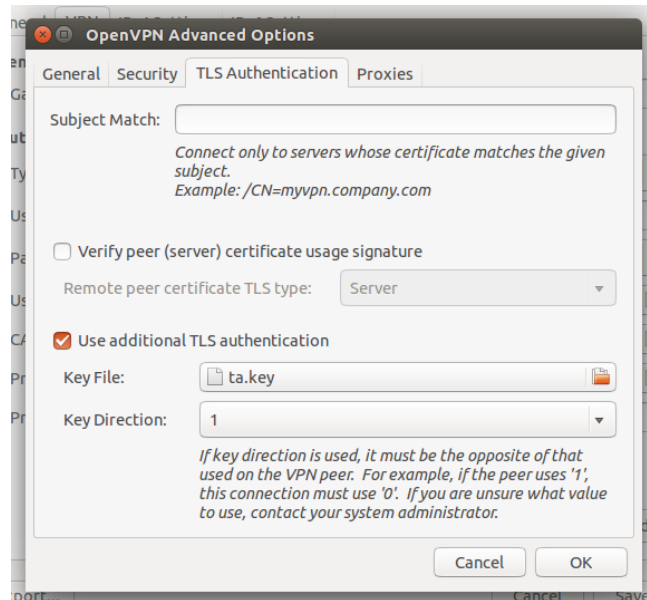 OpenVPN Advanced Options
General Security TLS Authentication Proxies
Subject Match:
Connect only to servers whose certificate matches the given
subject.
Example: /CN=myvpn.company.com
Verify peer (server) certificate usage signature
Remote peer certificate TLS type: Server
Use additional TLS authentication
Key File: ta.key
Key Direction: 1
If key direction is used, it must be the opposite of that
used on the VPN peer. For example, if the peer uses '1',
this connection must use '0'. If you are unsure what value
to use, contact your system administrator.
Cancel OK
Cancel